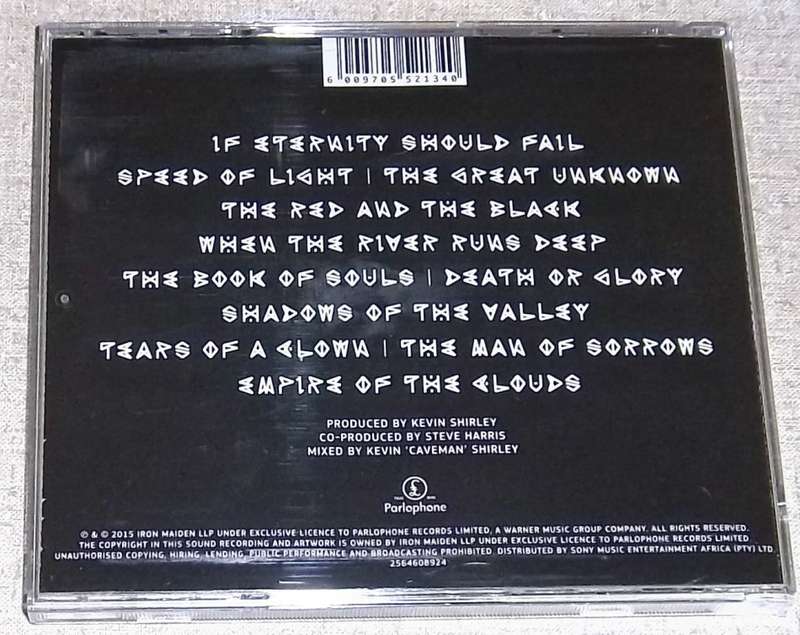 6 009705 521340
IF ETERNITY SHOULD FAIL
SPEED OF LIGHT | THE GREAT UNKNOWN
THE RED AND THE BLACK
WHEN THE RIVER RUNS DEEP
THE BOOK OF SOULS | DEATH OR GLORY
SHADOWS OF THE VALLEY
TEARS OF A CLOWN | THE MAN OF SORROWS
EMPIRE OF THE CLOUDS
PRODUCED BY KEVIN SHIRLEY
CO-PRODUCED BY STEVE HARRIS
MIXED BY KEVIN 'CAVEMAN' SHIRLEY
£
TRADE MARK
Parlophone
℗ & © 2015 IRON MAIDEN LLP UNDER EXCLUSIVE LICENCE TO PARLOPHONE RECORDS LIMITED, A WARNER MUSIC GROUP COMPANY. ALL RIGHTS RESERVED.
THE COPYRIGHT IN THIS SOUND RECORDING AND ARTWORK IS OWNED BY IRON MAIDEN LLP UNDER EXCLUSIVE LICENCE TO PARLOPHONE RECORDS LIMITED.
UNAUTHORISED COPYING, HIRING, LENDING, PUBLIC PERFORMANCE AND BROADCASTING PROHIBITED. DISTRIBUTED BY SONY MUSIC ENTERTAINMENT AFRICA (PTY) LTD
2564608924